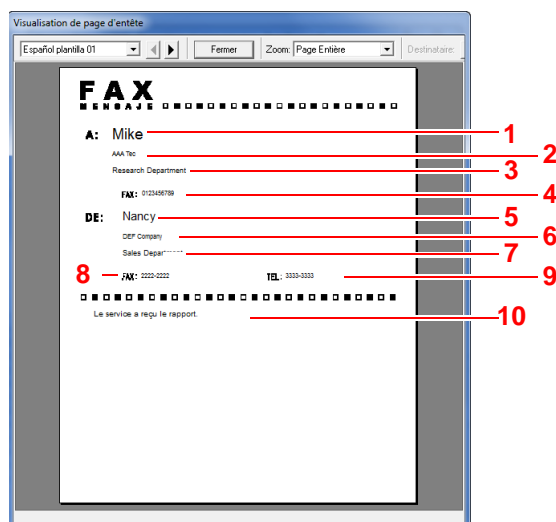 Visualisation de page d'entête
Español plantilla 01 Fermer Zoom: Page Entière Destinataire:
FAX
MENSAJE
A: Mike 1
AAA Tec 2
Research Department 3
FAX: 0123456789 4
DE: Nancy 5
DEF Company 6
Sales Department 7
8 FAX: 2222-2222 TEL: 3333-3333 9
Le service a reçu le rapport. 10